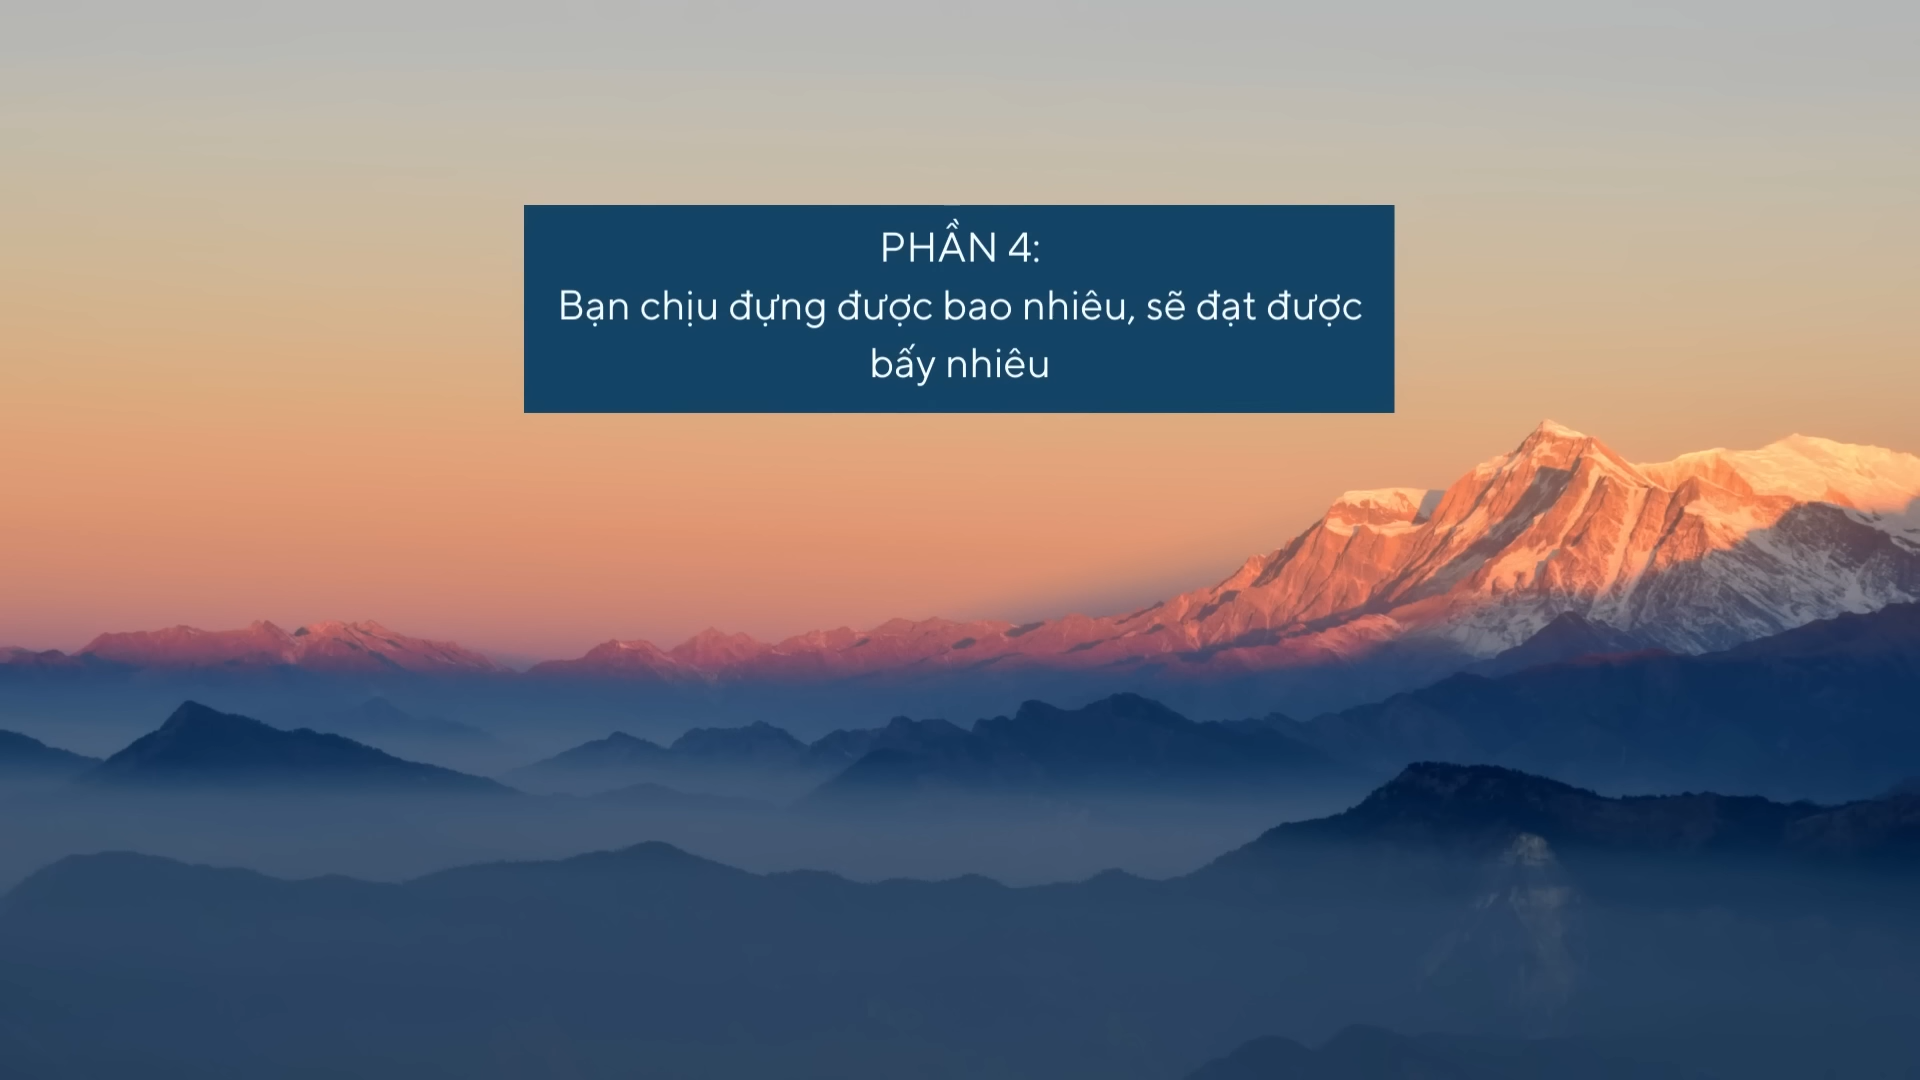 PHẦN 4:
Bạn chịu đựng được bao nhiêu, sẽ đạt được
bấy nhiêu